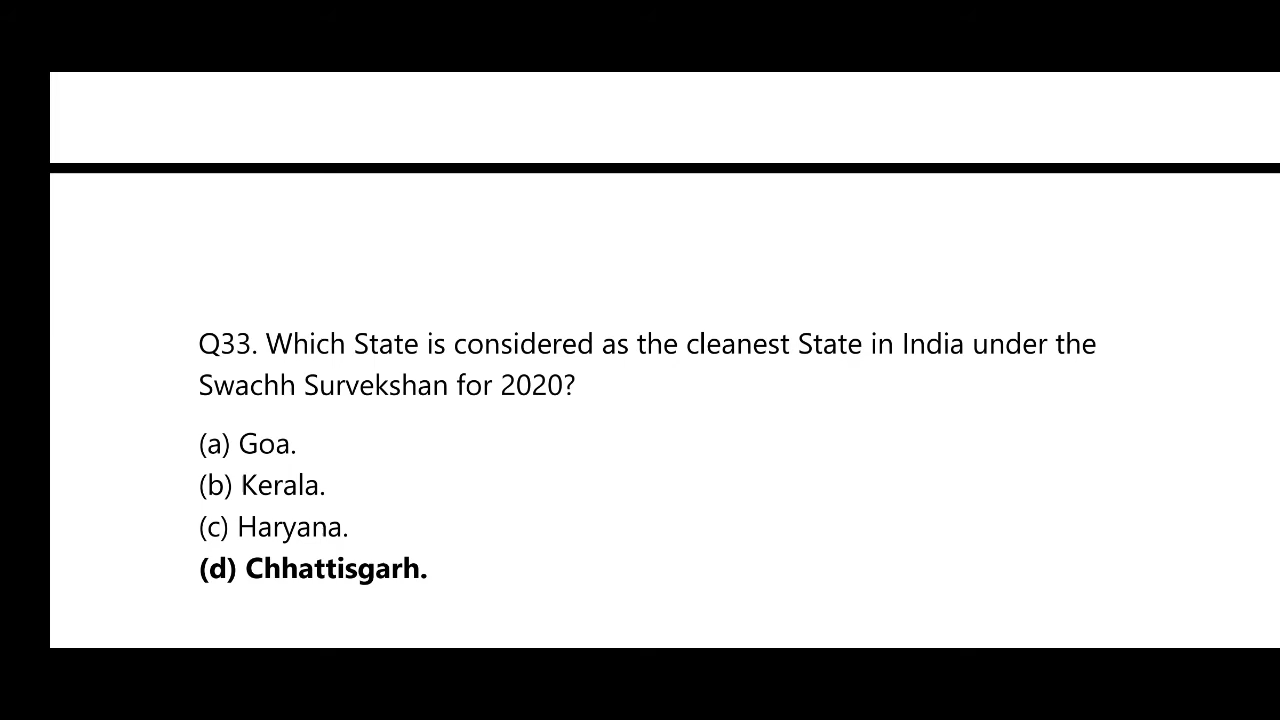 Q33. Which State is considered as the cleanest State in India under the
Swachh Survekshan for 2020?
(a) Goa.
(b) Kerala.
(c) Haryana.
(d) Chhattisgarh.